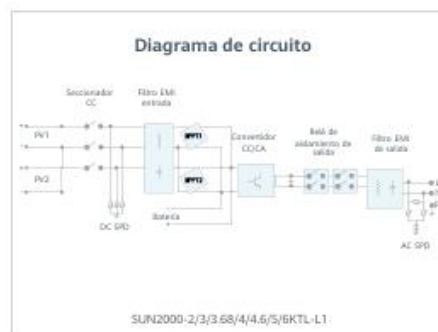 Diagrama de circuito
Seccionador
CC
Filtro EMI
entrada
PV1
PV2
MPPT1
MPPT2
Batería
DC SPD
Convertidor
CC/CA
Relé de
aislamiento de
salida
Filtro EMI
de salida
AC SPD
SUN2000-2/3/3.68/4/4.6/5/6KTL-L1